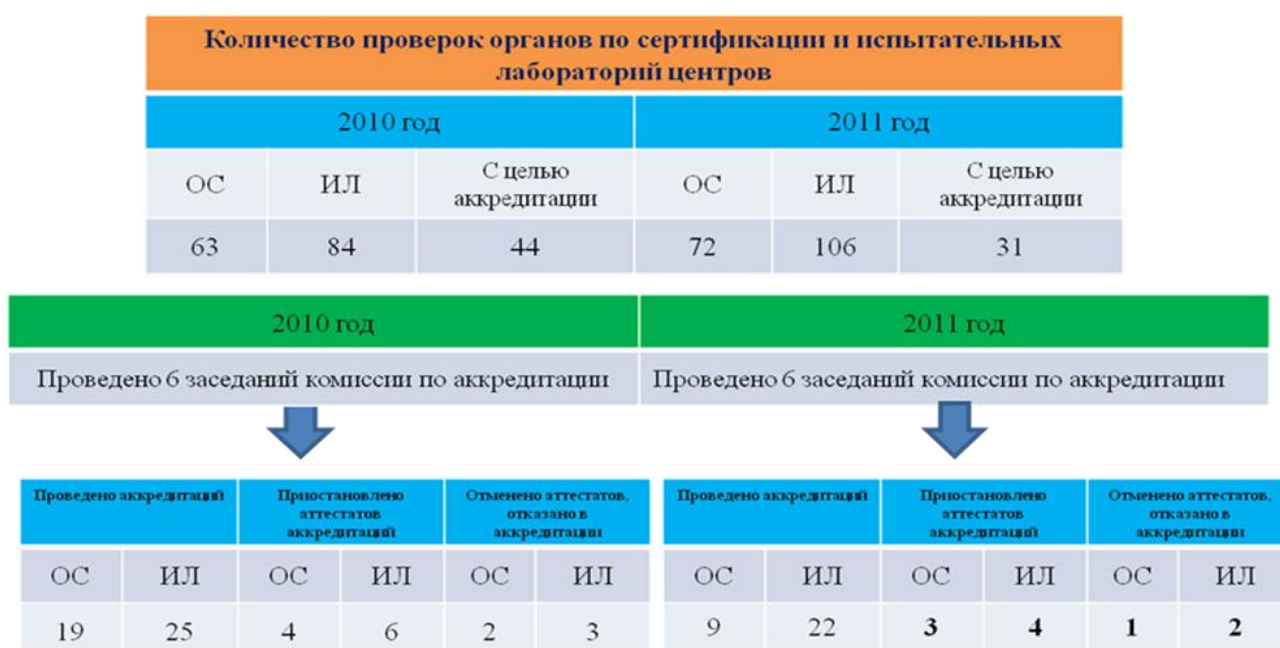 Количество проверок органов по сертификации и испытательных
лабораторий центров
2010 год 2011 год
ОС ИЛ С целью
аккредитации ОС ИЛ С целью
аккредитации
63 84 44 72 106 31
2010 год 2011 год
Проведено 6 заседаний комиссии по аккредитации Проведено 6 заседаний комиссии по аккредитации
Проведено аккредитаций Приостановлено
аттестатов
аккредитаций Отменено аттестатов,
отказано в
аккредитации Проведено аккредитаций Приостановлено
аттестатов
аккредитаций Отменено аттестатов,
отказано в
аккредитации
ОС ИЛ ОС ИЛ ОС ИЛ ОС ИЛ ОС ИЛ ОС ИЛ
19 25 4 6 2 3 9 22 3 4 1 2